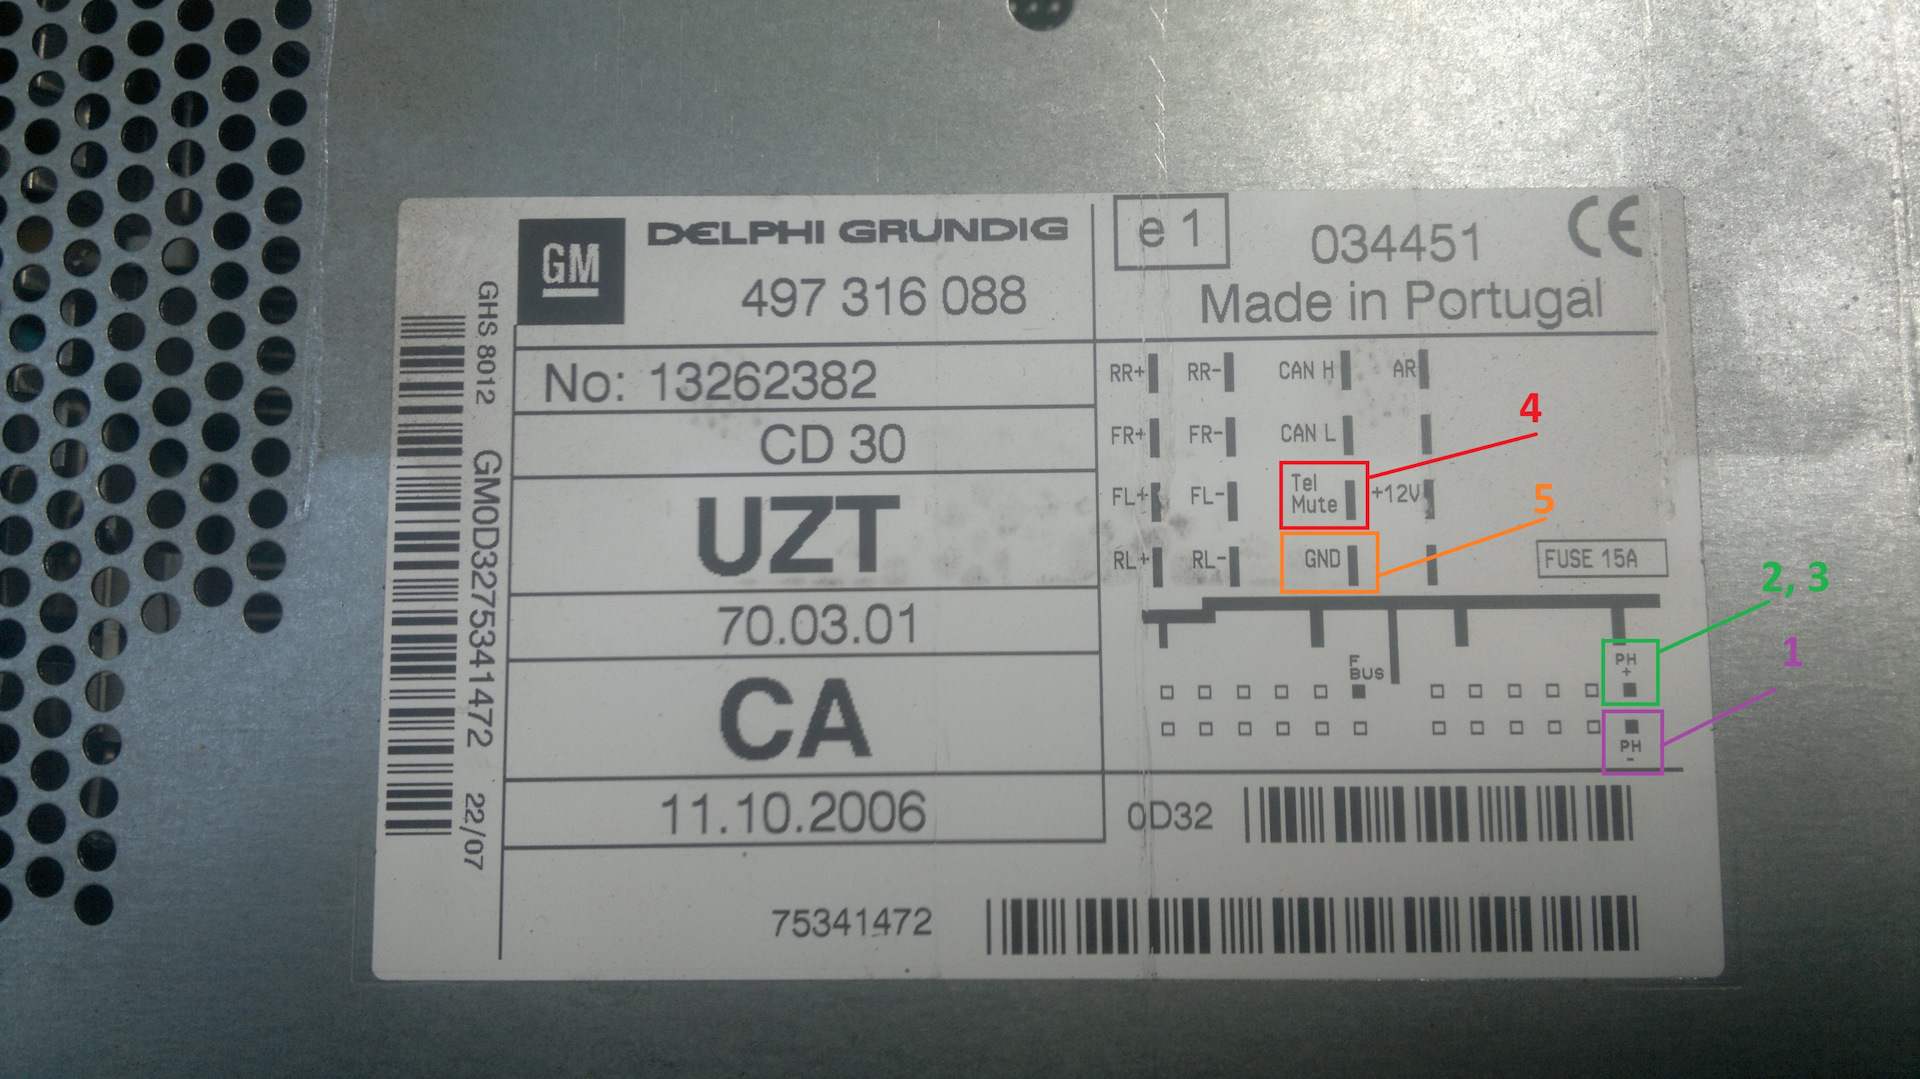 GM
DELPHI GRUNDIG
497 316 088
e 1
034451
CE
Made in Portugal
GHS 8012
GM0D3275341472
22/07
No: 13262382
CD 30
UZT
70.03.01
CA
11.10.2006
RR+ RR- CAN H AR
FR+ FR- CAN L
FL+ FL- Tel Mute +12V
RL+ RL- GND
FUSE 15A
4
5
2, 3
1
F BUS
PH +
PH -
0D32
75341472